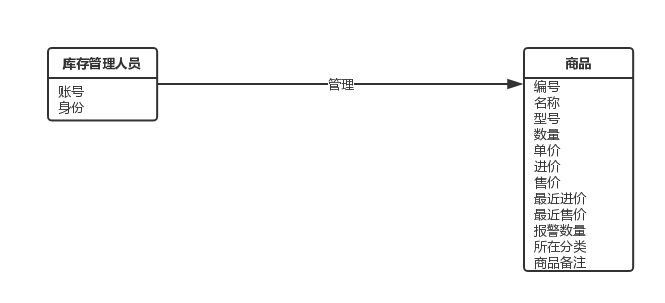 库存管理人员
账号
身份
管理
商品
编号
名称
型号
数量
单价
进价
售价
最近进价
最近售价
报警数量
所在分类
商品备注